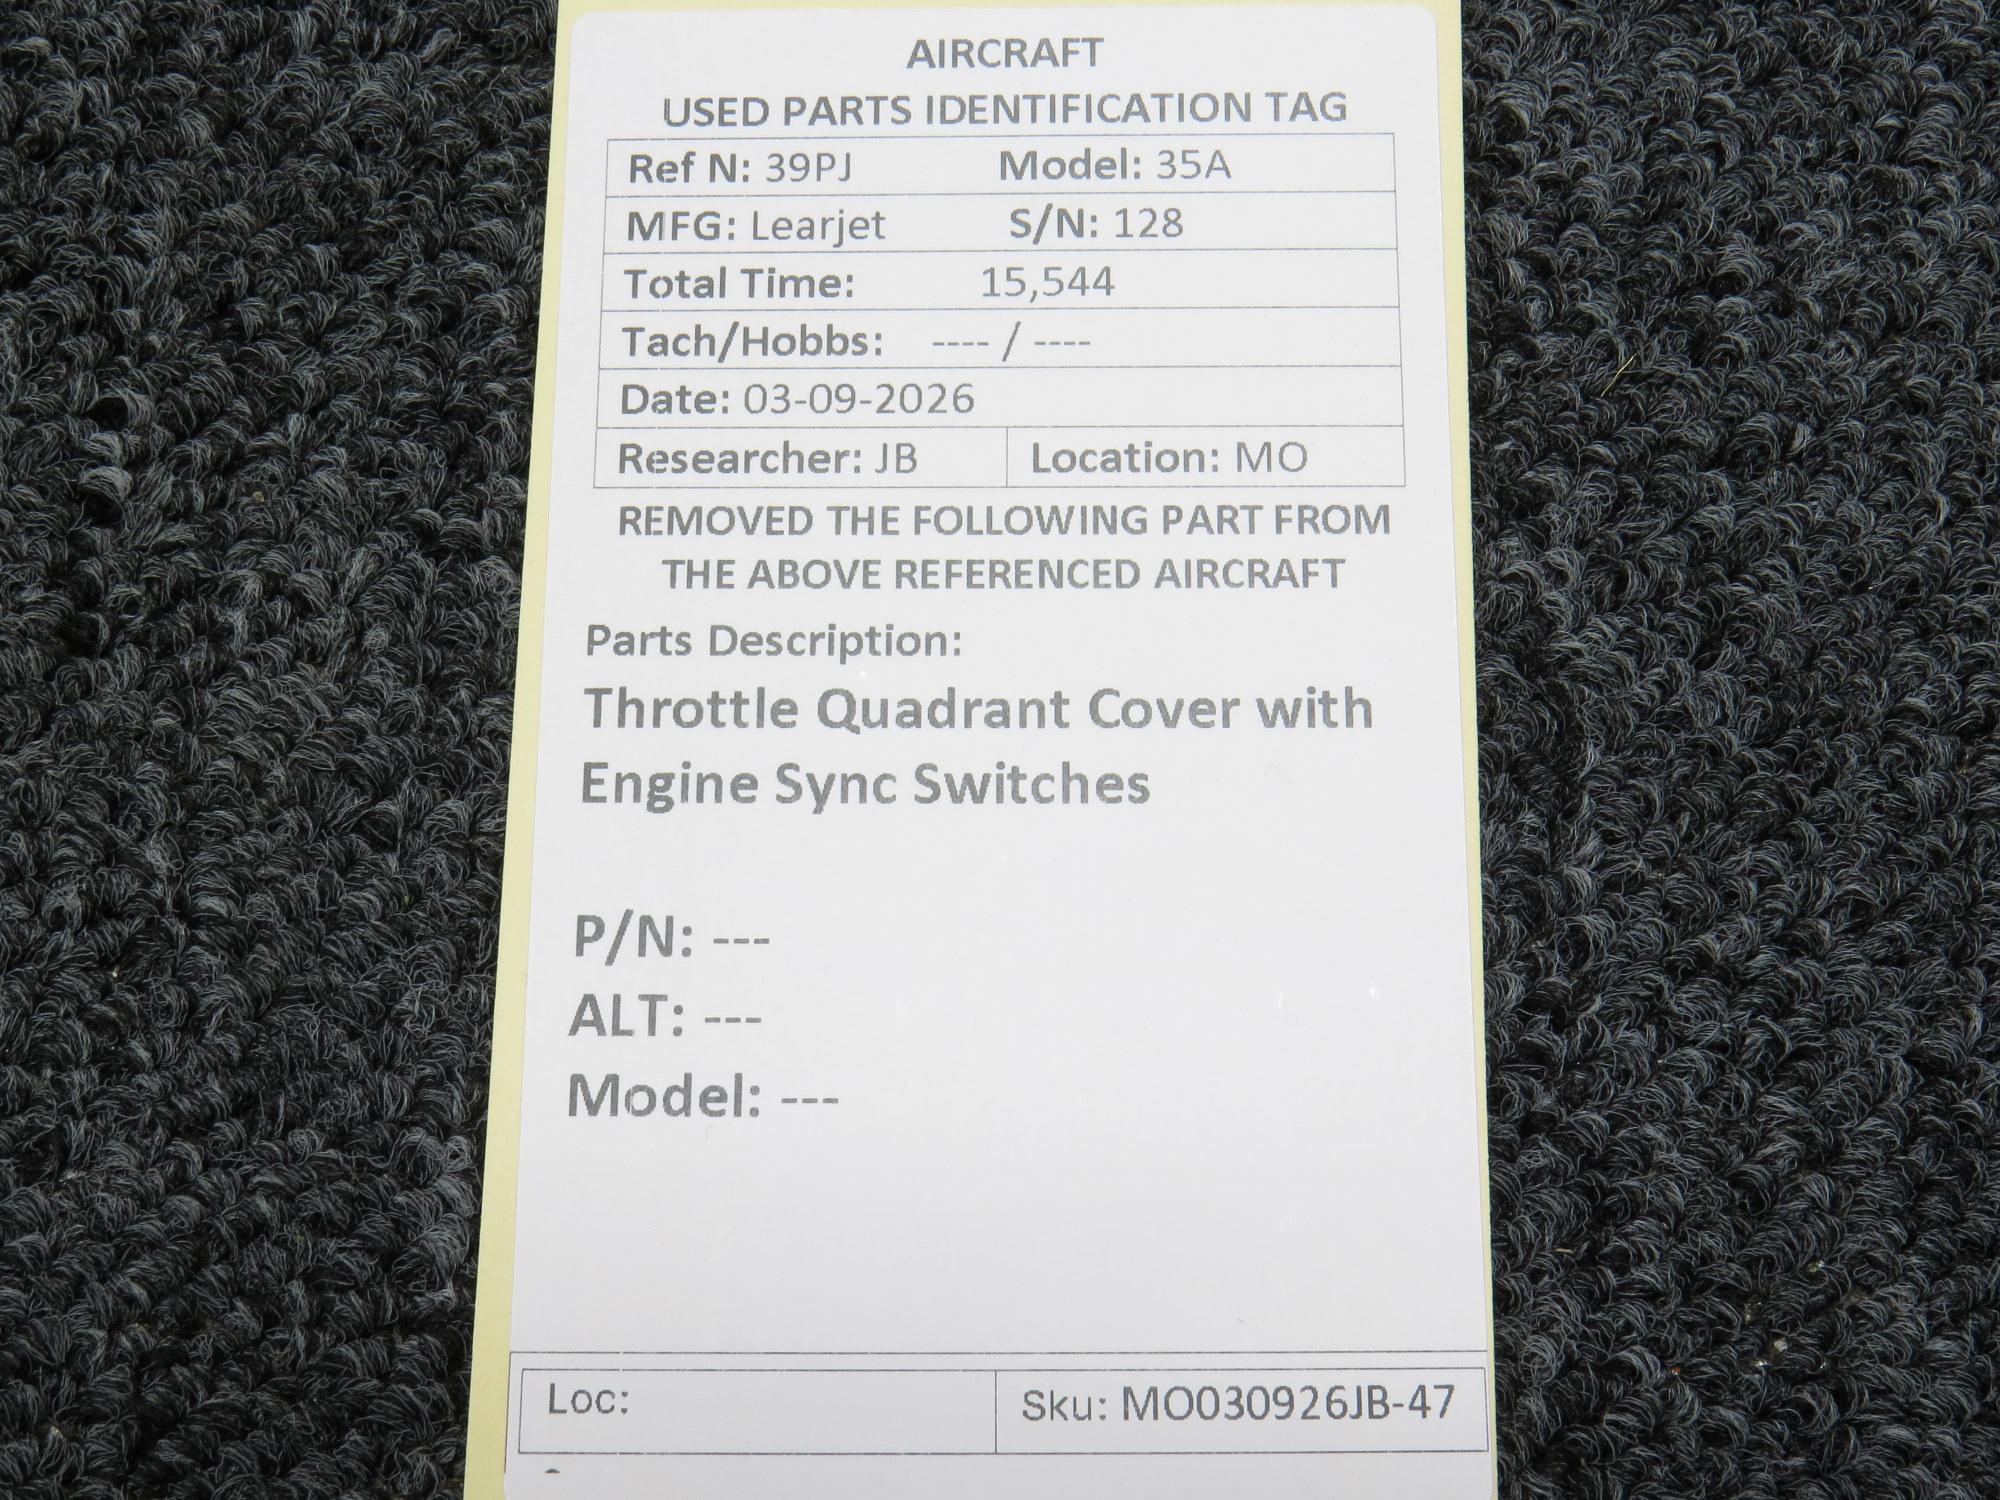 AIRCRAFT
USED PARTS IDENTIFICATION TAG
Ref N: 39PJ Model: 35A
MFG: Learjet S/N: 128
Total Time: 15,544
Tach/Hobbs: ---- / ----
Date: 03-09-2026
Researcher: JB Location: MO
REMOVED THE FOLLOWING PART FROM
THE ABOVE REFERENCED AIRCRAFT
Parts Description:
Throttle Quadrant Cover with
Engine Sync Switches
P/N: ---
ALT: ---
Model: ---
Loc: Sku: MO030926JB-47